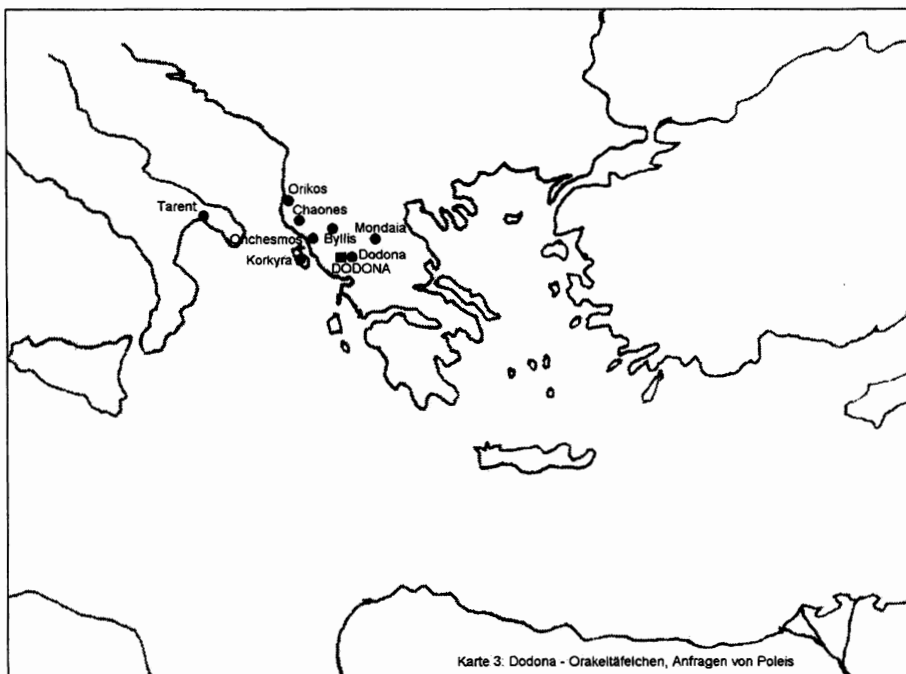 Orikos
Chaones
Tarent
Mondaia
Onchesmos
Byllis
Korkyra
Dodona
DODONA
Karte 3: Dodona - Orakeltäfelchen, Anfragen von Poleis